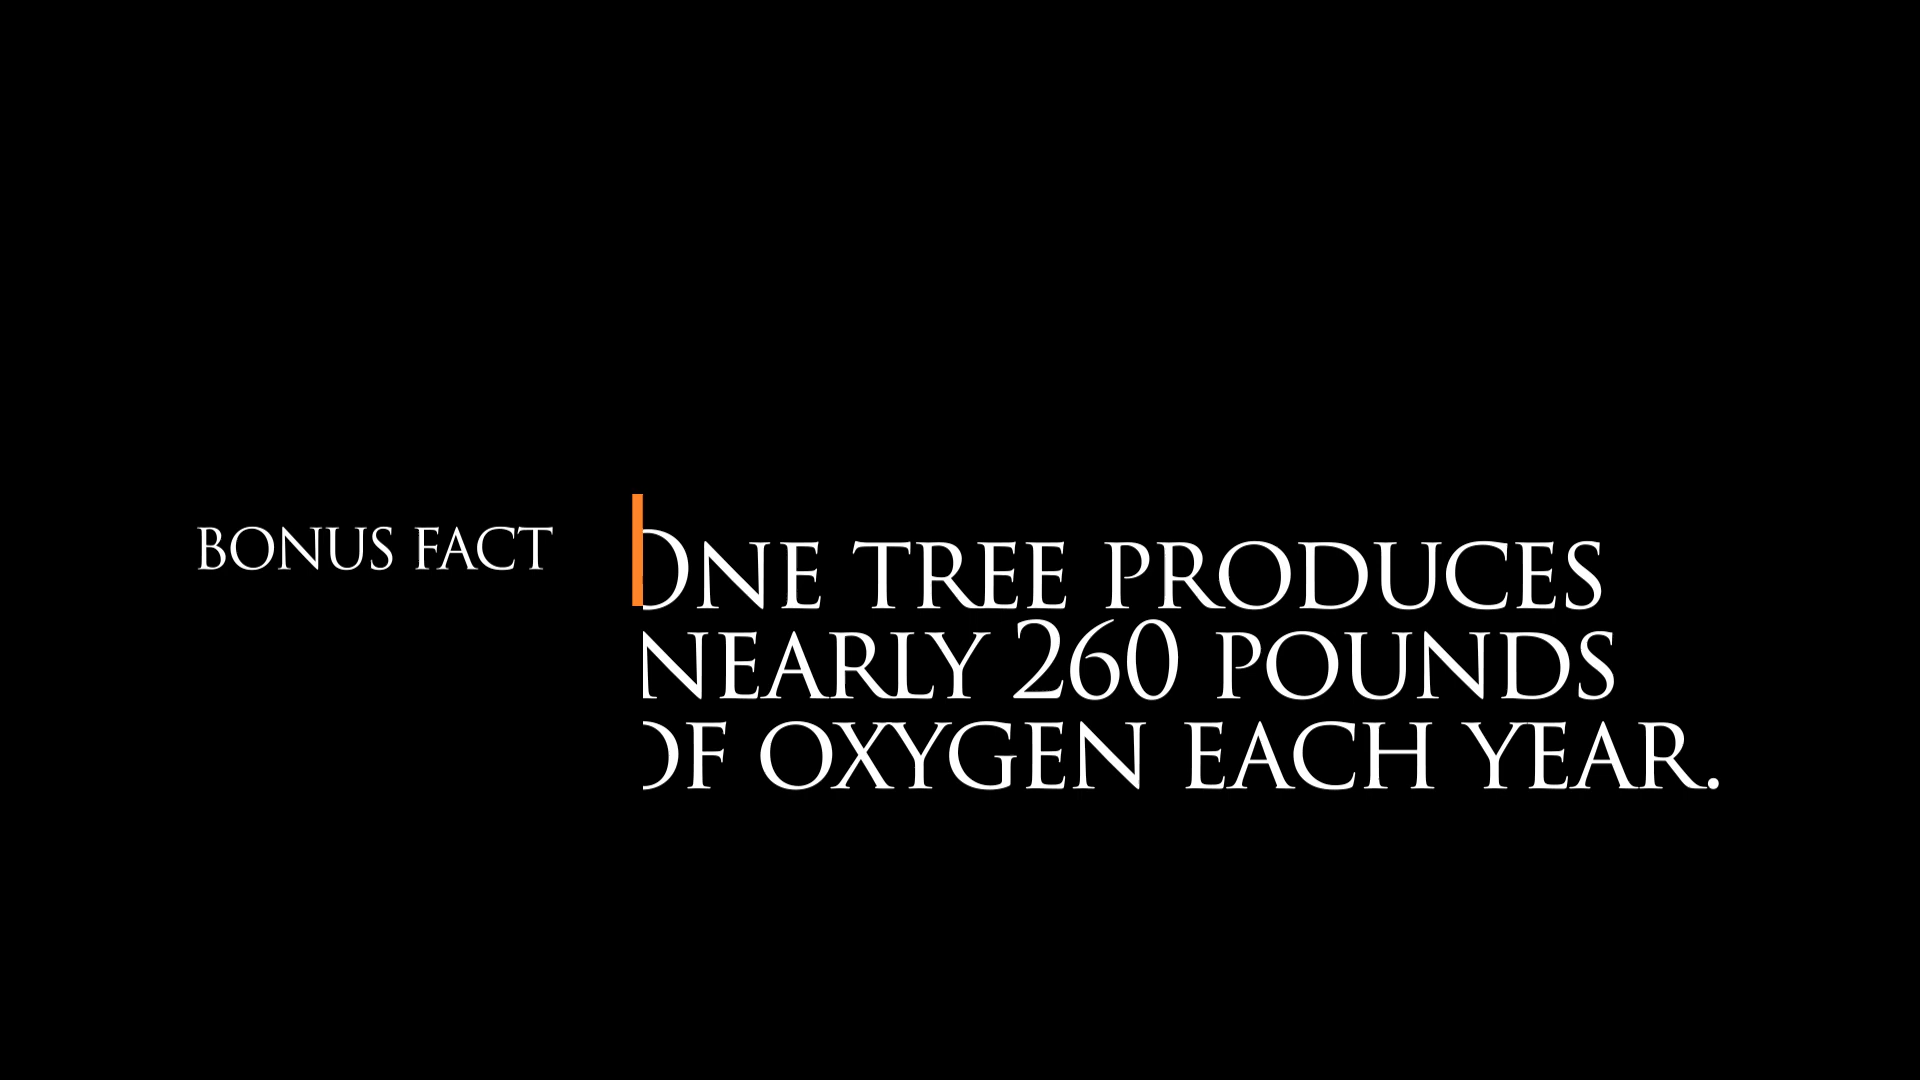 BONUS FACT
ONE TREE PRODUCES
NEARLY 260 POUNDS
OF OXYGEN EACH YEAR.